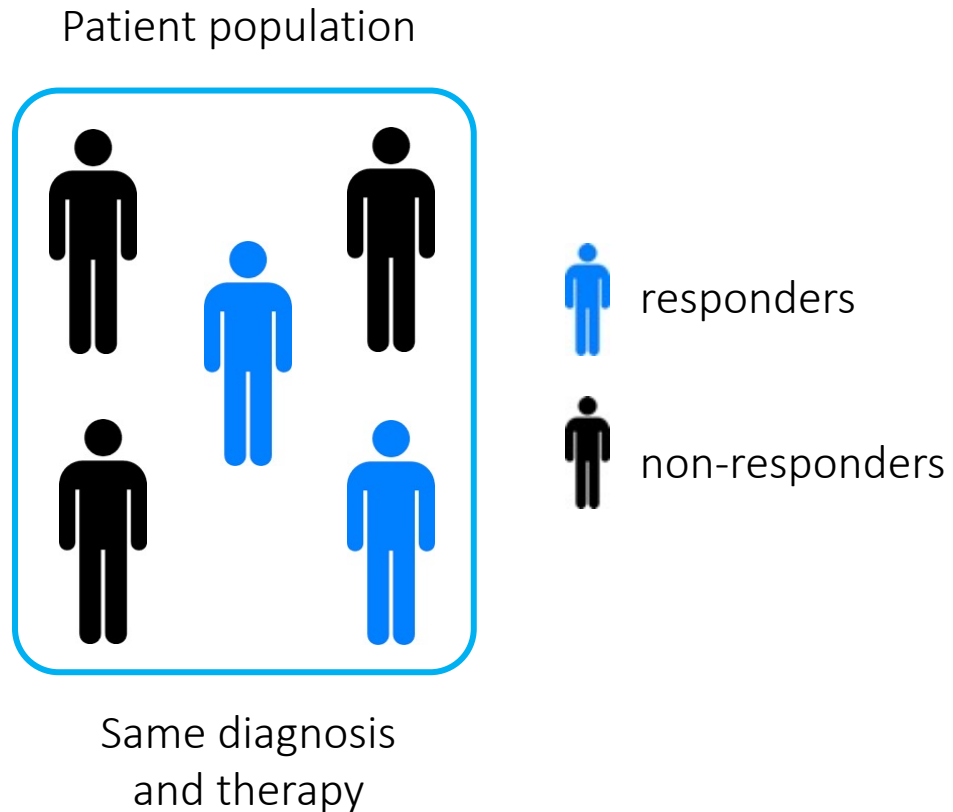 Patient population
responders
non-responders
Same diagnosis
and therapy